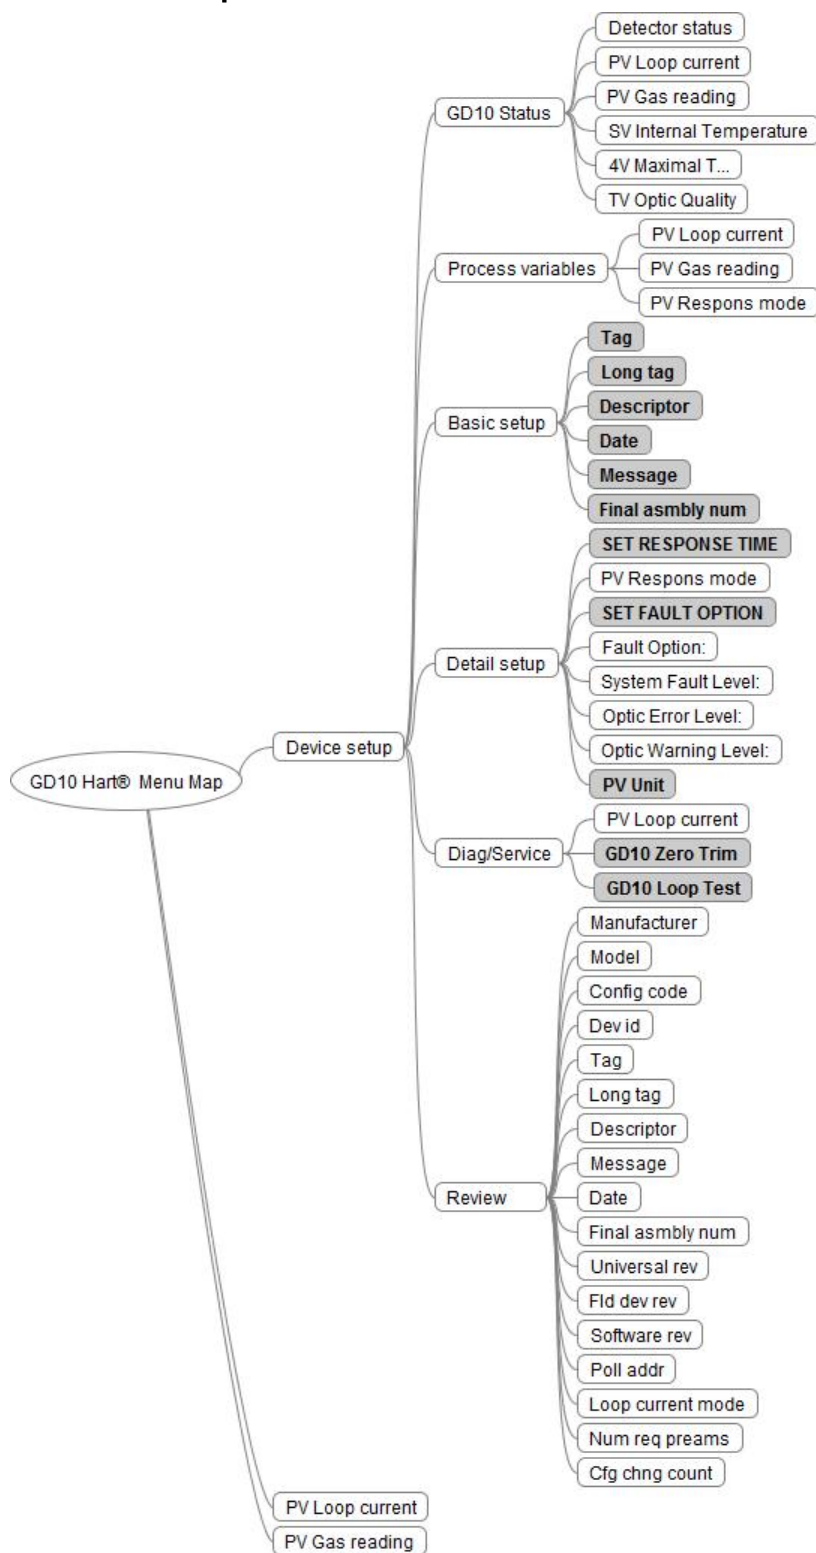 Detector status
PV Loop current
PV Gas reading
GD10 Status
SV Internal Temperature
4V Maximal T...
TV Optic Quality
PV Loop current
Process variables
PV Gas reading
PV Respons mode
Tag
Long tag
Descriptor
Basic setup
Date
Message
Final asmbly num
SET RESPONSE TIME
PV Respons mode
SET FAULT OPTION
Fault Option:
Detail setup
System Fault Level:
Optic Error Level:
Optic Warning Level:
Device setup
GD10 Hart® Menu Map
PV Unit
PV Loop current
Diag/Service
GD10 Zero Trim
GD10 Loop Test
Manufacturer
Model
Config code
Dev id
Tag
Long tag
Descriptor
Message
Review
Date
Final asmbly num
Universal rev
Fld dev rev
Software rev
Poll addr
Loop current mode
Num req preams
Cfg chng count
PV Loop current
PV Gas reading